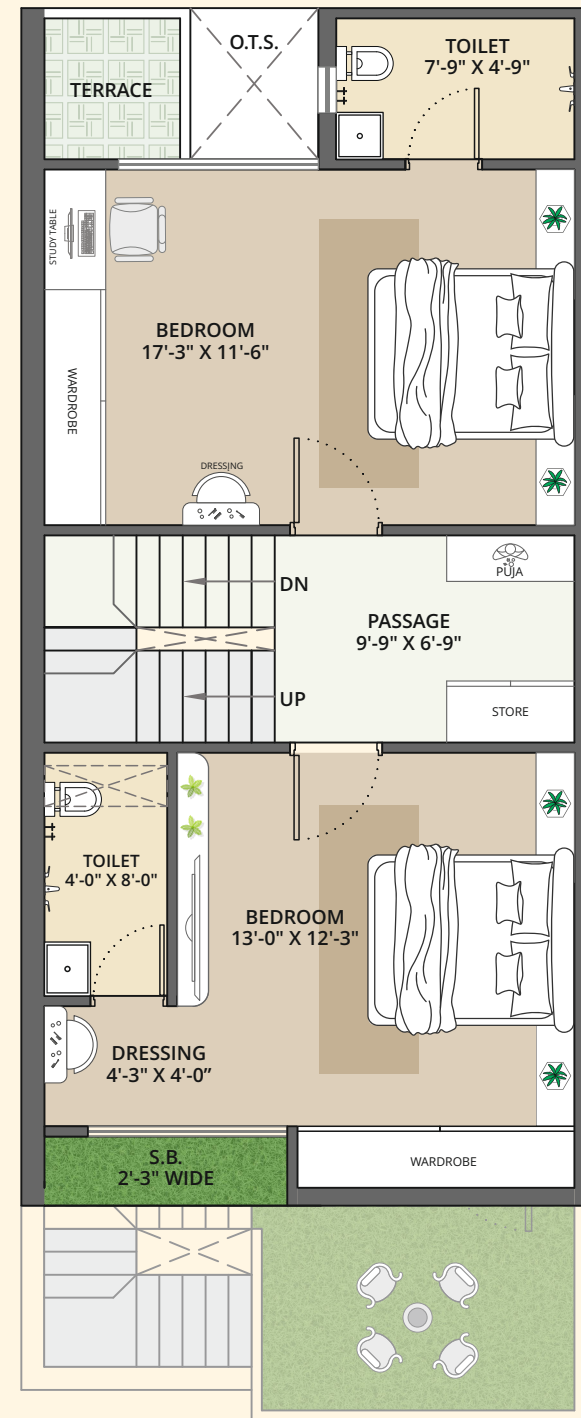 O.T.S.
TOILET
7'-9" X 4'-9"
TERRACE
STUDY TABLE
BEDROOM
17'-3" X 11'-6"
WARDROBE
DRESSING
DN
PUJA
PASSAGE
9'-9" X 6'-9"
UP
STORE
TOILET
4'-0" X 8'-0"
BEDROOM
13'-0" X 12'-3"
DRESSING
4'-3" X 4'-0”
S.B.
2'-3" WIDE
WARDROBE